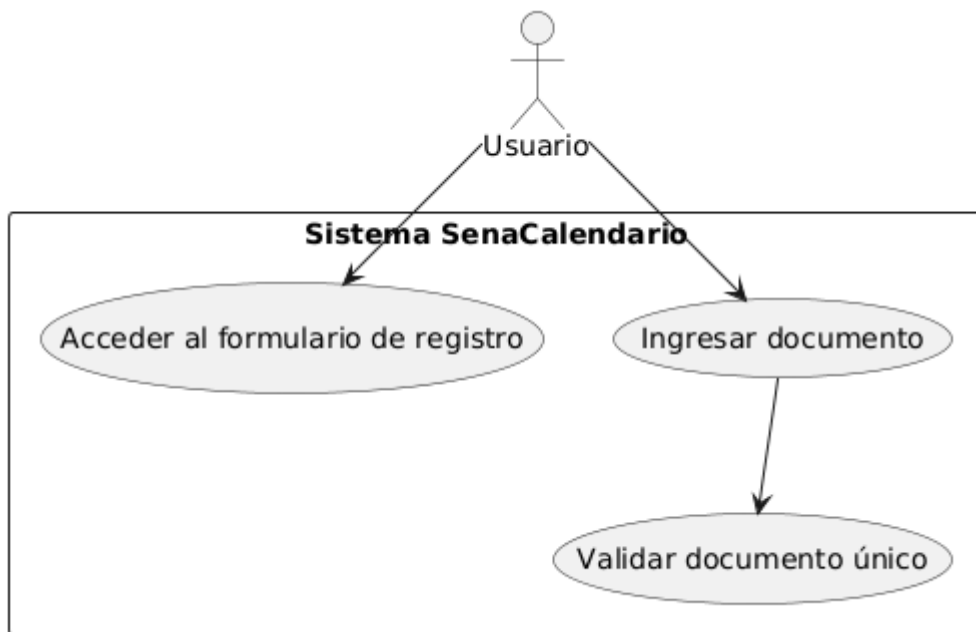 Usuario
Sistema SenaCalendario
Acceder al formulario de registro
Ingresar documento
Validar documento único